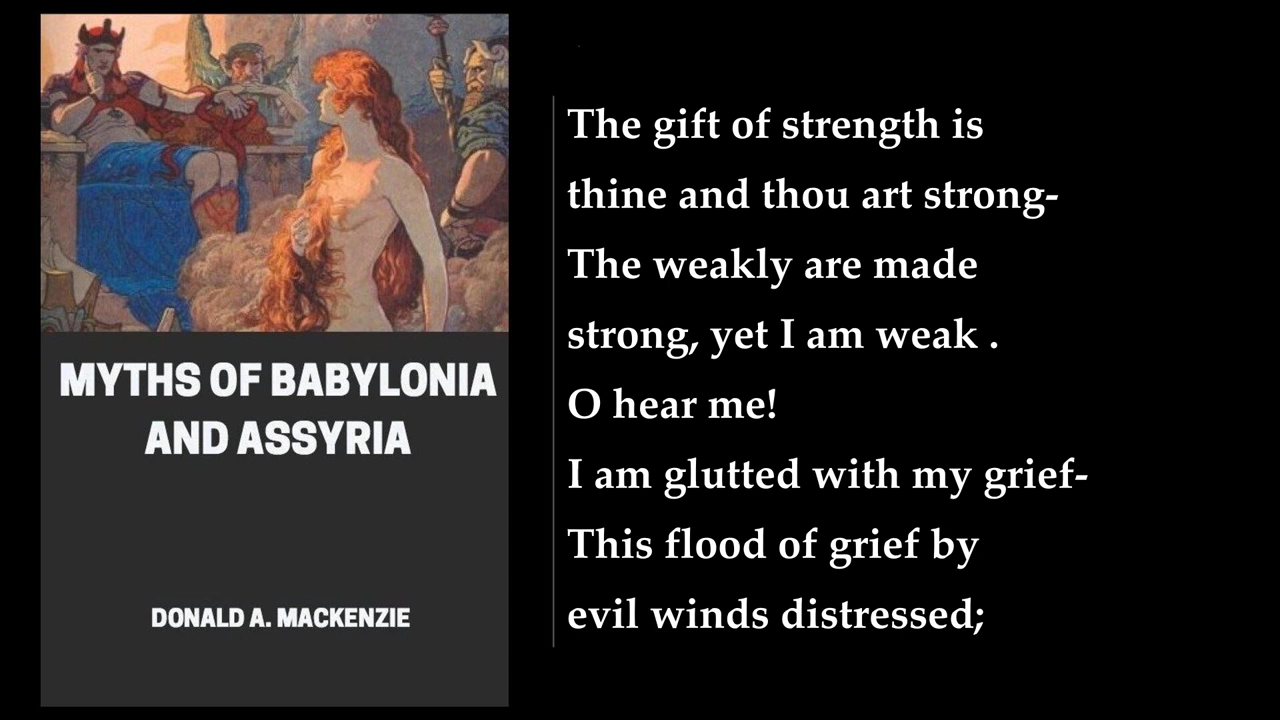 MYTHS OF BABYLONIA
AND ASSYRIA
DONALD A. MACKENZIE
The gift of strength is
thine and thou art strong-
The weakly are made
strong, yet I am weak .
O hear me!
I am glutted with my grief-
This flood of grief by
evil winds distressed;